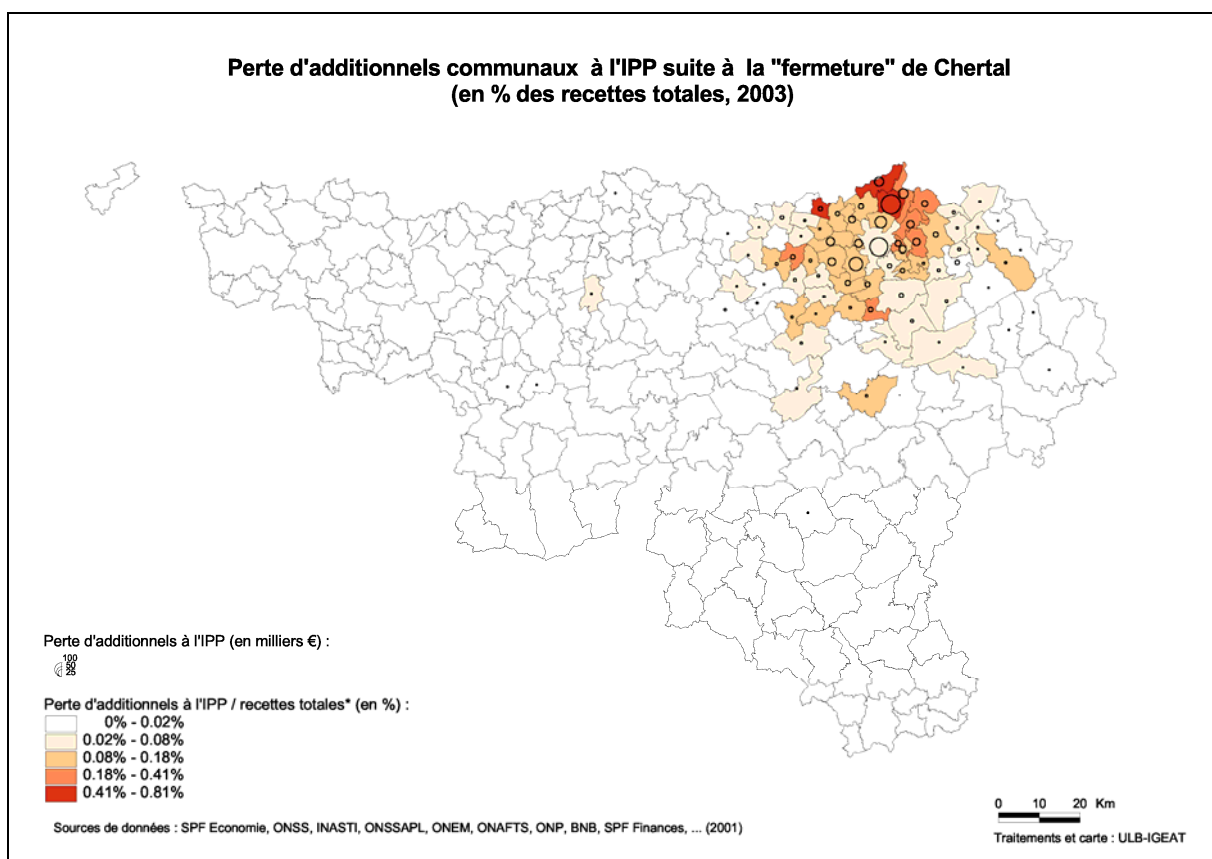 Perte d'additionnels communaux à l'IPP suite à la "fermeture" de Chertal
(en % des recettes totales, 2003)
Perte d'additionnels à l'IPP (en milliers €) :
100
50
25
Perte d'additionnels à l'IPP / recettes totales* (en %) :
0% - 0.02%
0.02% - 0.08%
0.08% - 0.18%
0.18% - 0.41%
0.41% - 0.81%
0 10 20 Km
Sources de données : SPF Economie, ONSS, INASTI, ONSSAPL, ONEM, ONAFTS, ONP, BNB, SPF Finances, ... (2001)
Traitements et carte : ULB-IGEAT